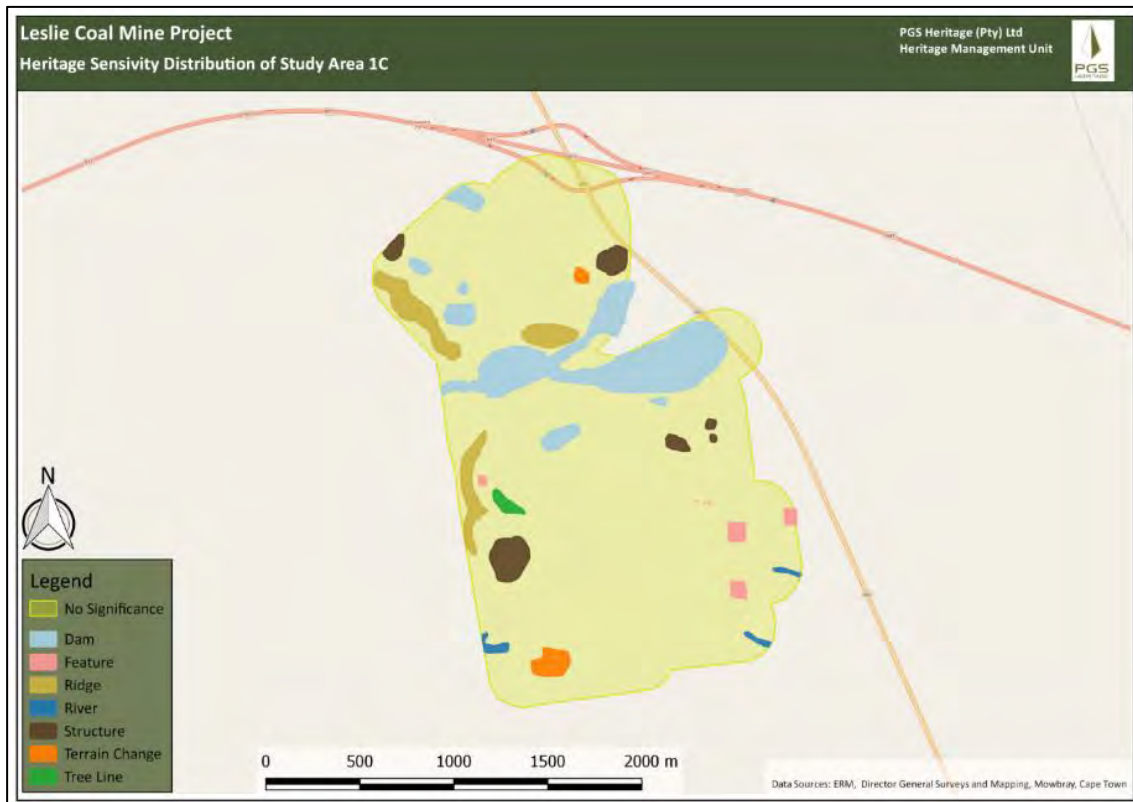 Leslie Coal Mine Project
Heritage Sensivity Distribution of Study Area 1C
PGS Heritage (Pty) Ltd
Heritage Management Unit
PGS
N
Legend
No Significance
Dam
Feature
Ridge
River
Structure
Terrain Change
Tree Line
0 500 1000 1500 2000 m
Data Sources: ERM, Director General Surveys and Mapping, Mowbray, Cape Town